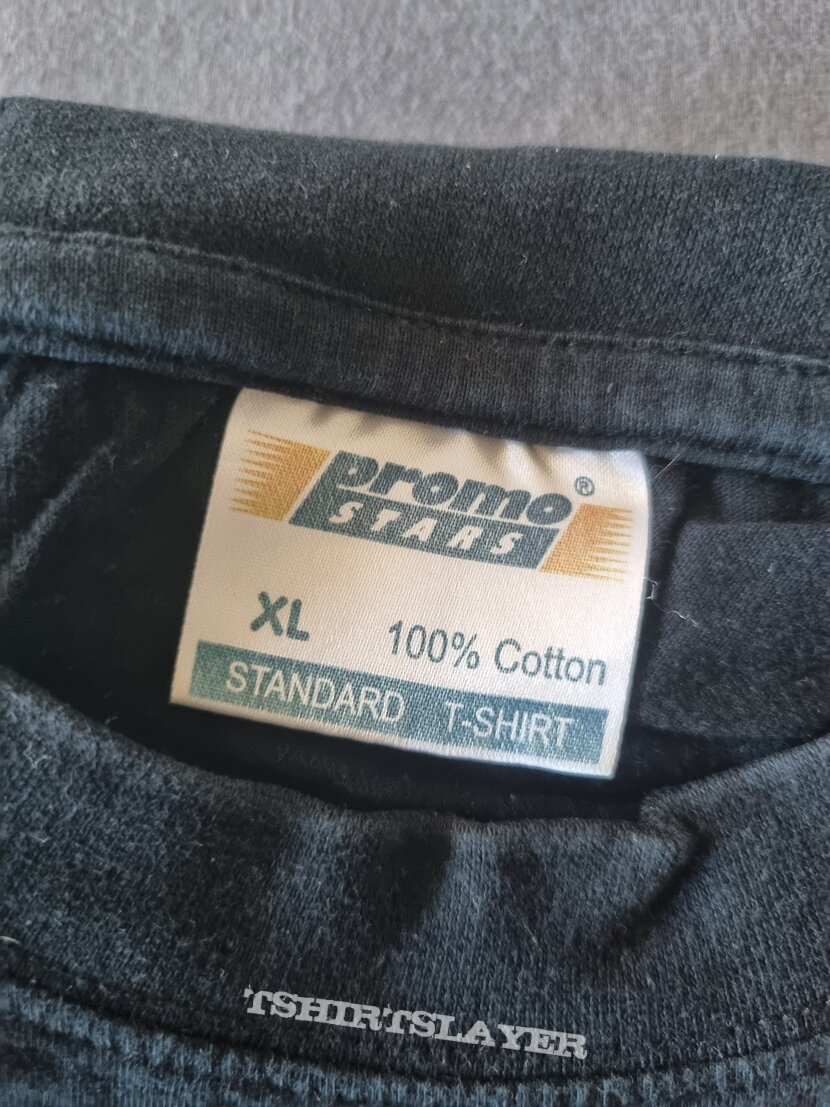 promo®
STARS
XL 100% Cotton
STANDARD T-SHIRT
TSHIRTSLAYER